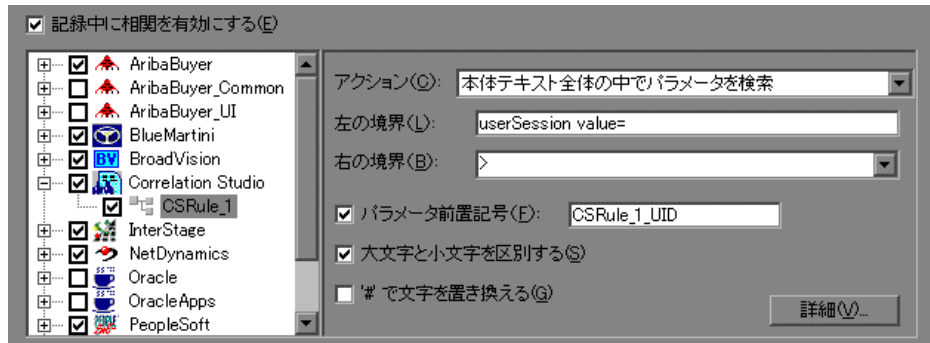 記録中に相関を有効にする(E)
AribaBuyer
AribaBuyer_Common
AribaBuyer_UI
BlueMartini
BV BroadVision
Correlation Studio
CSRule_1
InterStage
NetDynamics
Oracle
OracleApps
PeopleSoft
アクション(C): 本体テキスト全体の中でパラメータを検索
左の境界(L): userSession value=
右の境界(B): >
パラメータ前置記号(F): CSRule_1_UID
大文字と小文字を区別する(S)
'#' で文字を置き換える(G)
詳細(V)...